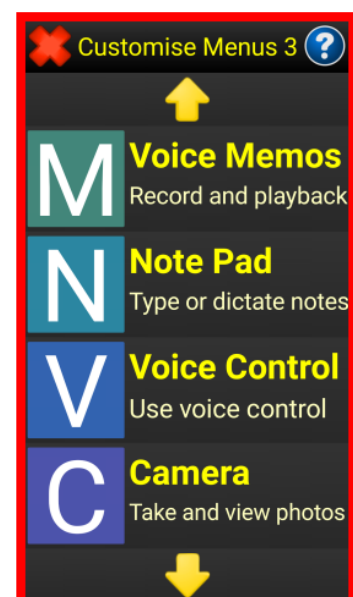 Customise Menus 3 ?
M
Voice Memos
Record and playback
N
Note Pad
Type or dictate notes
V
Voice Control
Use voice control
C
Camera
Take and view photos